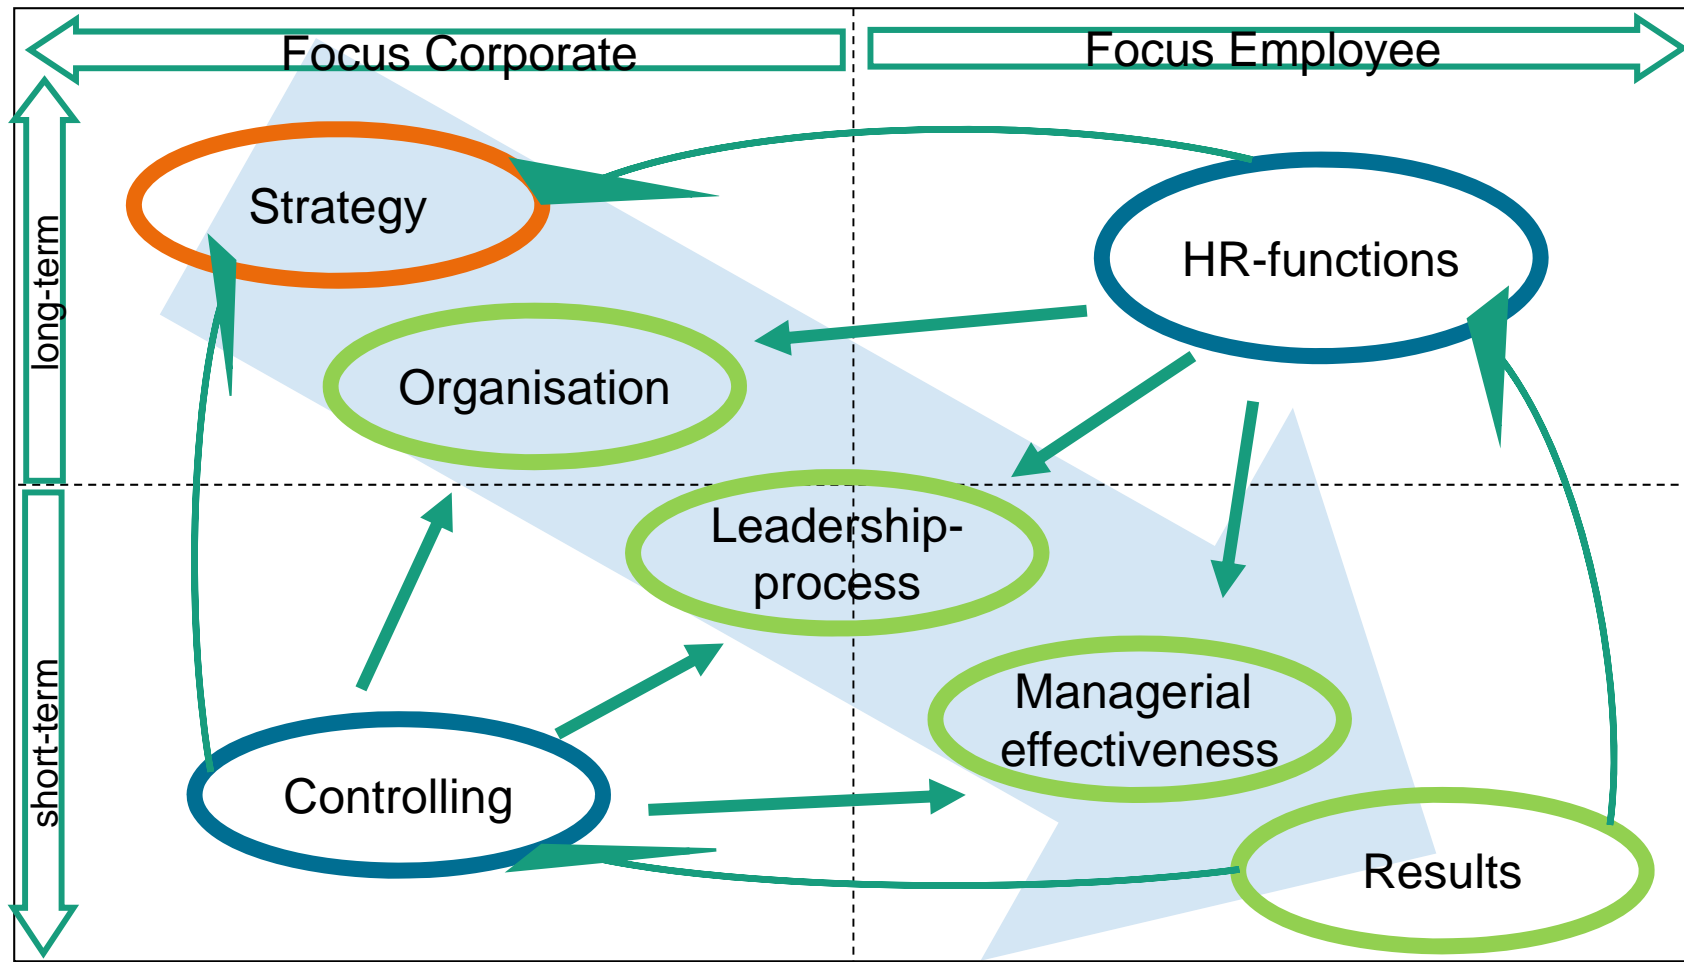 Focus Corporate
Focus Employee
long-term
Strategy
HR-functions
Organisation
Leadership-
process
short-term
Managerial
effectiveness
Controlling
Results